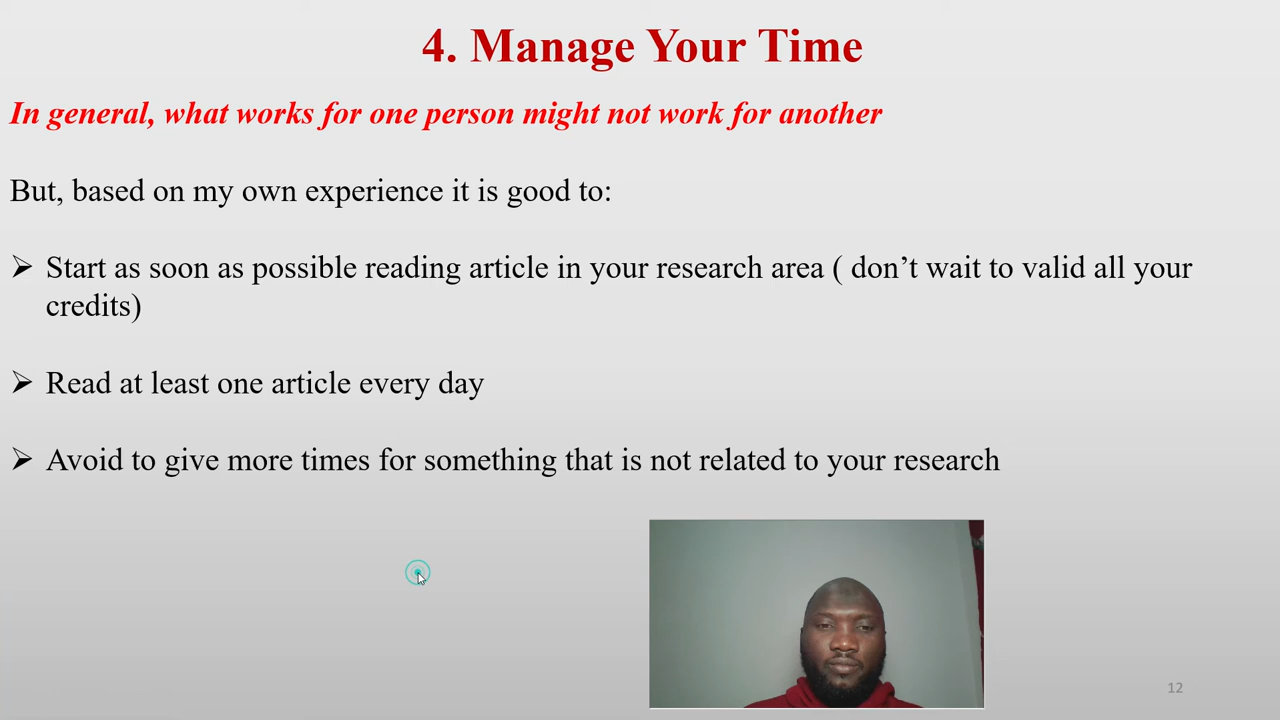 4. Manage Your Time
In general, what works for one person might not work for another
But, based on my own experience it is good to:
➢ Start as soon as possible reading article in your research area ( don’t wait to valid all your
credits)
➢ Read at least one article every day
➢ Avoid to give more times for something that is not related to your research
12